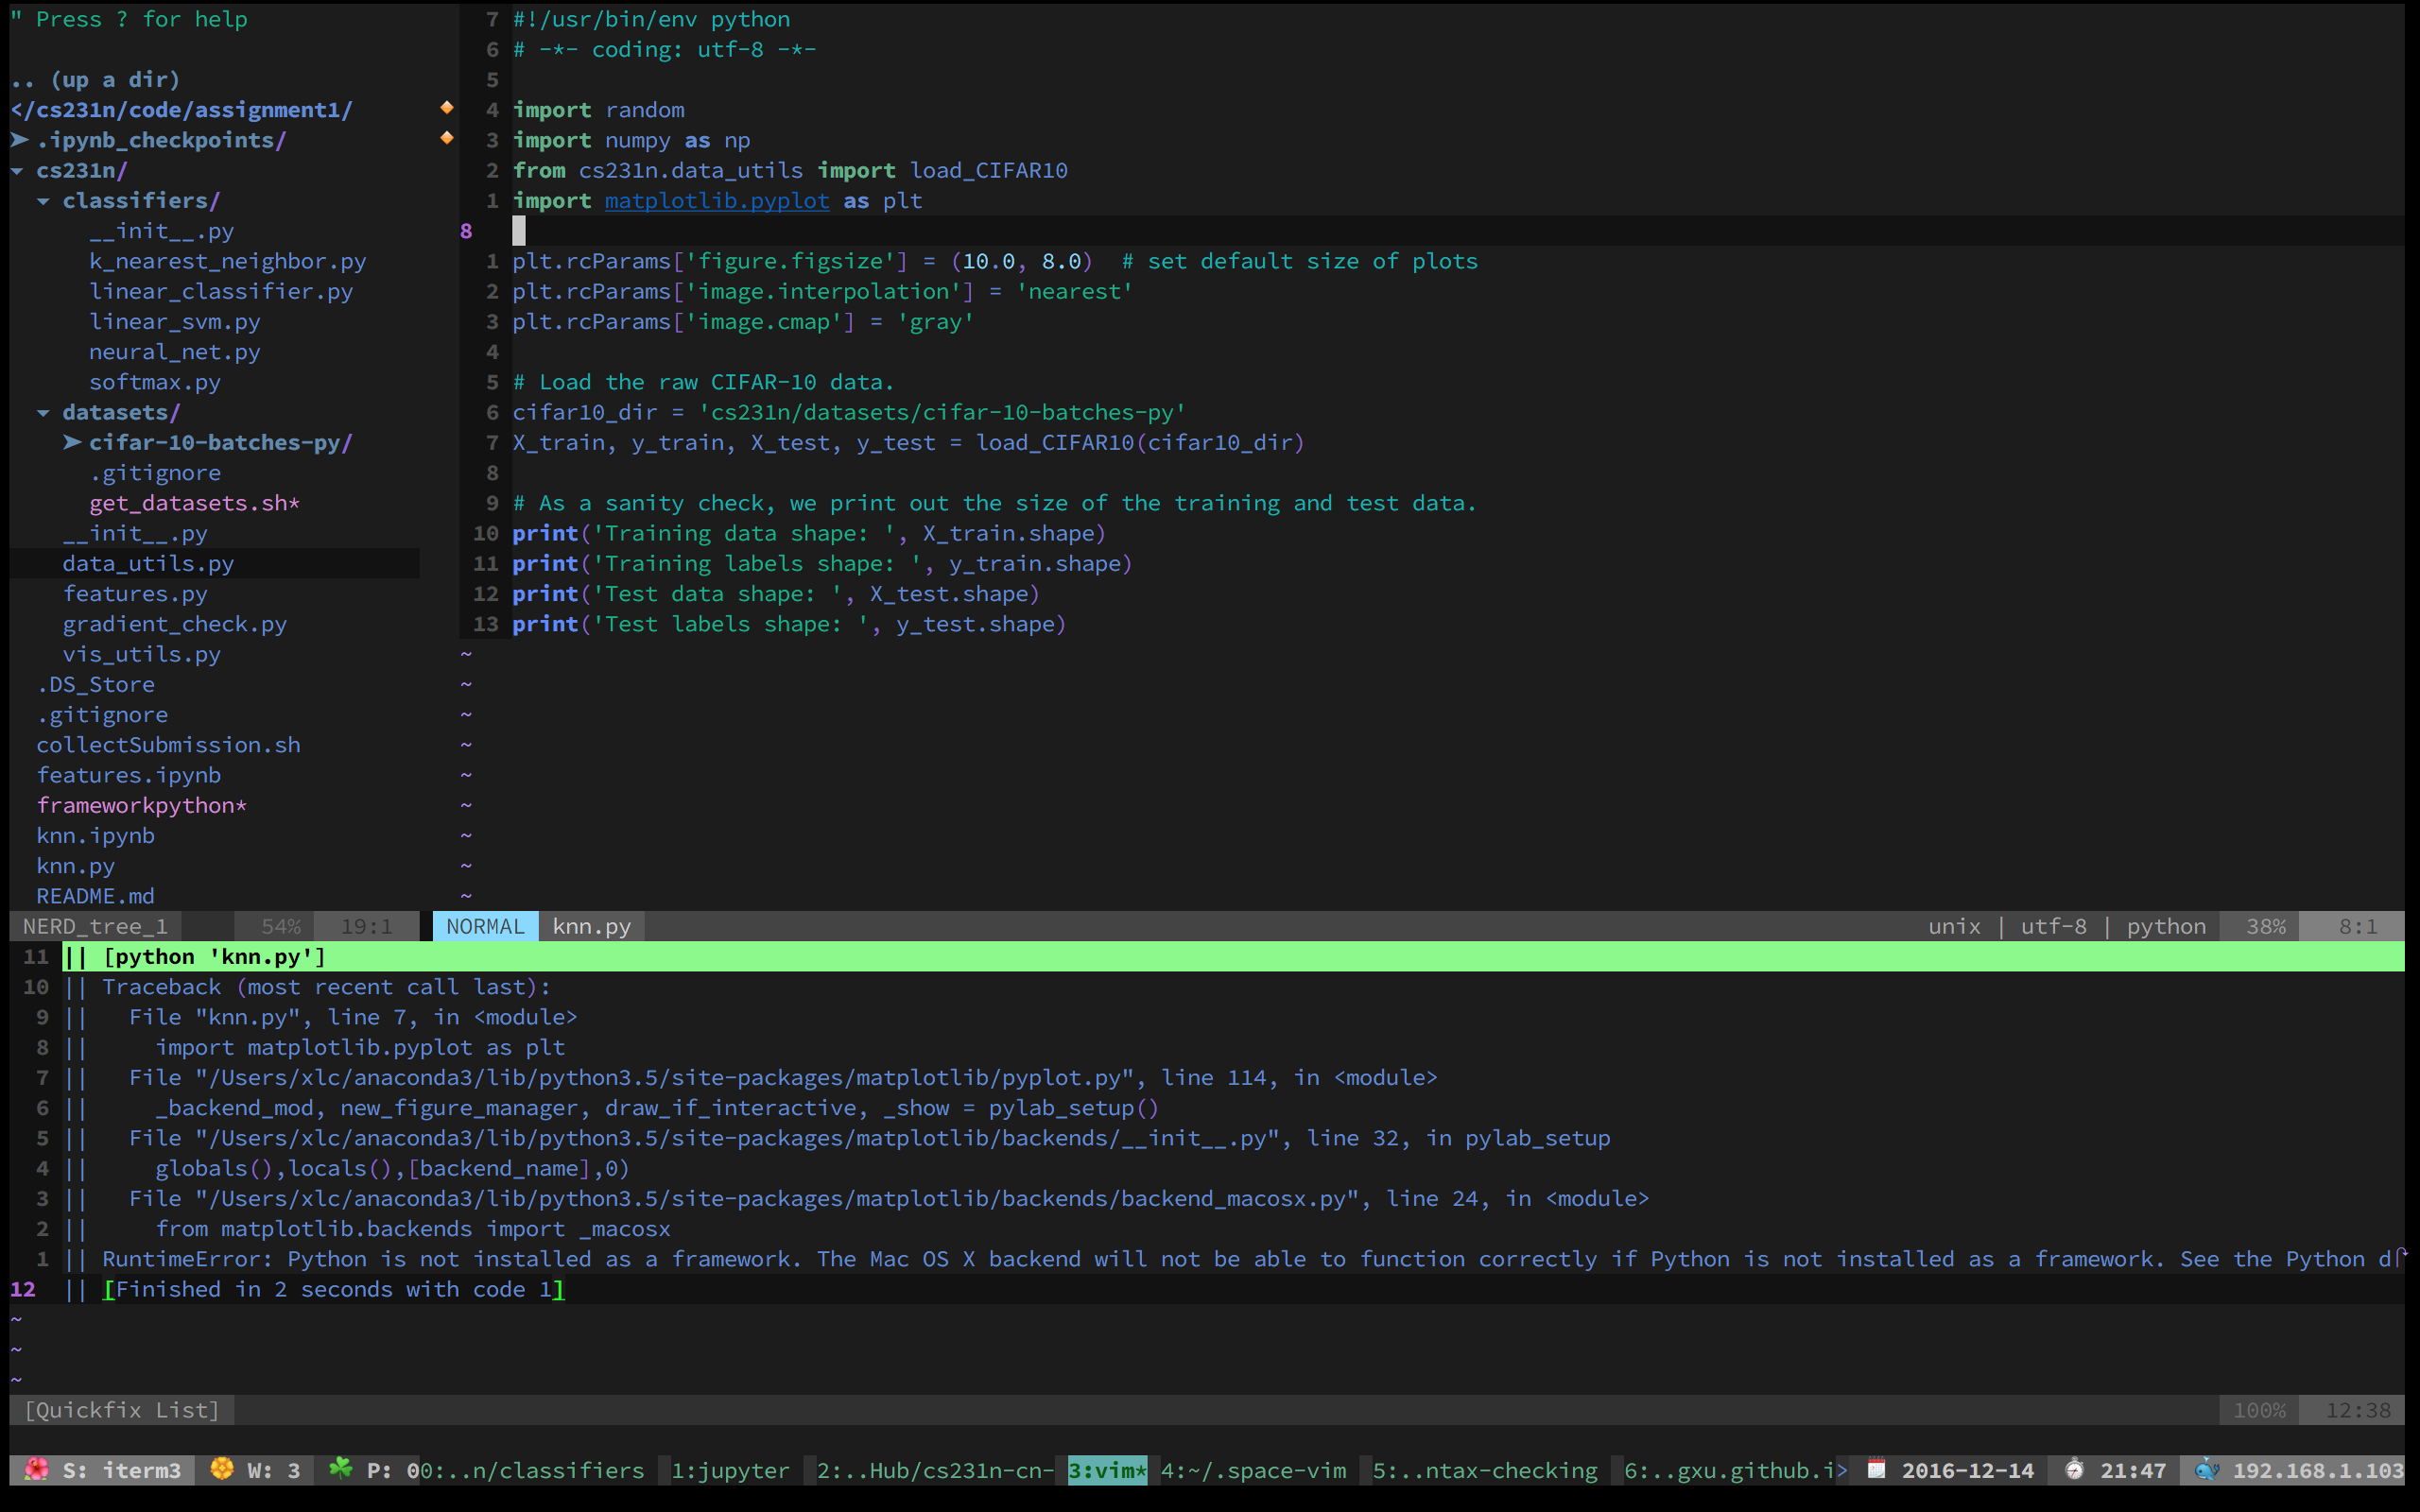 " Press ? for help
.. (up a dir)
</cs231n/code/assignment1/
➤ .ipynb_checkpoints/
▾ cs231n/
▾ classifiers/
__init__.py
k_nearest_neighbor.py
linear_classifier.py
linear_svm.py
neural_net.py
softmax.py
▾ datasets/
➤ cifar-10-batches-py/
.gitignore
get_datasets.sh*
__init__.py
data_utils.py
features.py
gradient_check.py
vis_utils.py
.DS_Store
.gitignore
collectSubmission.sh
features.ipynb
frameworkpython*
knn.ipynb
knn.py
README.md
NERD_tree_1 54% 19:1
7 #!/usr/bin/env python
6 # -*- coding: utf-8 -*-
5
4 import random
3 import numpy as np
2 from cs231n.data_utils import load_CIFAR10
1 import matplotlib.pyplot as plt
8
1 plt.rcParams['figure.figsize'] = (10.0, 8.0)  # set default size of plots
2 plt.rcParams['image.interpolation'] = 'nearest'
3 plt.rcParams['image.cmap'] = 'gray'
4
5 # Load the raw CIFAR-10 data.
6 cifar10_dir = 'cs231n/datasets/cifar-10-batches-py'
7 X_train, y_train, X_test, y_test = load_CIFAR10(cifar10_dir)
8
9 # As a sanity check, we print out the size of the training and test data.
10 print('Training data shape: ', X_train.shape)
11 print('Training labels shape: ', y_train.shape)
12 print('Test data shape: ', X_test.shape)
13 print('Test labels shape: ', y_test.shape)
~
~
~
~
~
~
~
~
~
NORMAL knn.py unix | utf-8 | python 38% 8:1
11 || [python 'knn.py']
10 || Traceback (most recent call last):
9 ||   File "knn.py", line 7, in <module>
8 ||     import matplotlib.pyplot as plt
7 ||   File "/Users/xlc/anaconda3/lib/python3.5/site-packages/matplotlib/pyplot.py", line 114, in <module>
6 ||     _backend_mod, new_figure_manager, draw_if_interactive, _show = pylab_setup()
5 ||   File "/Users/xlc/anaconda3/lib/python3.5/site-packages/matplotlib/backends/__init__.py", line 32, in pylab_setup
4 ||     globals(),locals(),[backend_name],0)
3 ||   File "/Users/xlc/anaconda3/lib/python3.5/site-packages/matplotlib/backends/backend_macosx.py", line 24, in <module>
2 ||     from matplotlib.backends import _macosx
1 || RuntimeError: Python is not installed as a framework. The Mac OS X backend will not be able to function correctly if Python is not installed as a framework. See the Python d
12 || [Finished in 2 seconds with code 1]
~
~
~
[Quickfix List] 100% 12:38
S: iterm3 W: 3 P: 00:..n/classifiers 1:jupyter 2:..Hub/cs231n-cn- 3:vim* 4:~/.space-vim 5:..ntax-checking 6:..gxu.github.i> 2016-12-14 21:47 192.168.1.103